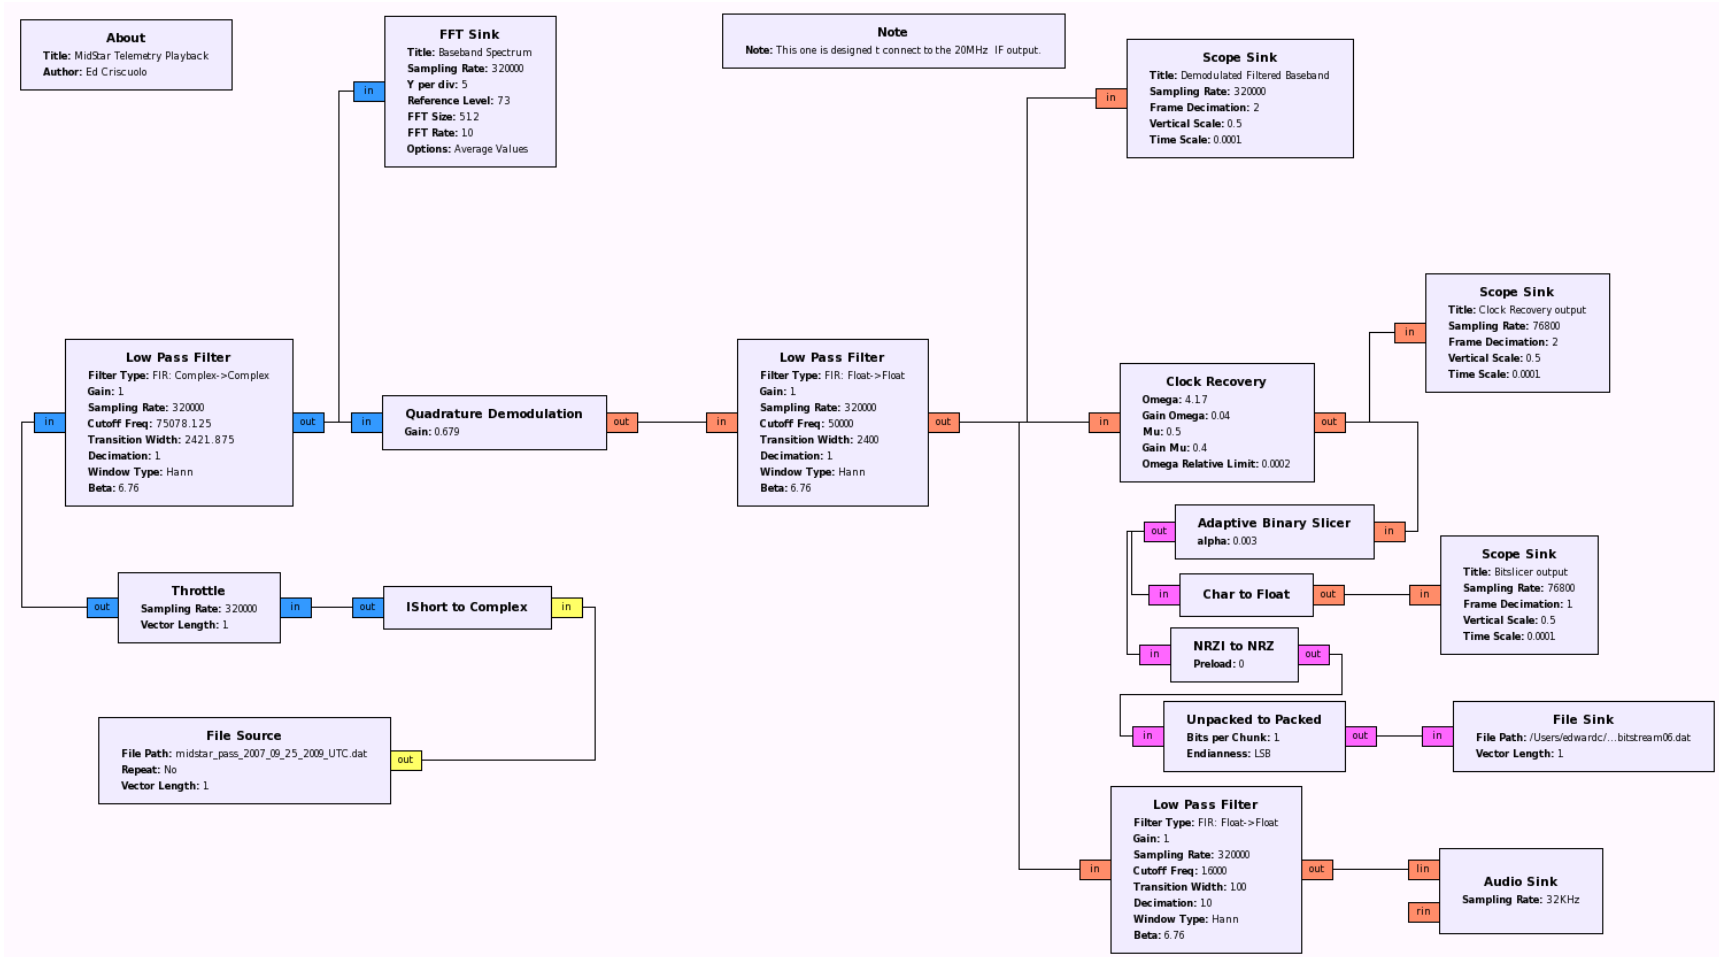 About
Title: MidStar Telemetry Playback
Author: Ed Criscuolo
FFT Sink
Title: Baseband Spectrum
Sampling Rate: 320000
Y per div: 5
Reference Level: 73
FFT Size: 512
FFT Rate: 10
Options: Average Values
in
Note
Note: This one is designed t connect to the 20MHz IF output.
Scope Sink
Title: Demodulated Filtered Baseband
Sampling Rate: 320000
Frame Decimation: 2
Vertical Scale: 0.5
Time Scale: 0.0001
in
Scope Sink
Title: Clock Recovery output
Sampling Rate: 76800
Frame Decimation: 2
Vertical Scale: 0.5
Time Scale: 0.0001
in
Low Pass Filter
Filter Type: FIR: Complex->Complex
Gain: 1
Sampling Rate: 320000
Cutoff Freq: 75078.125
Transition Width: 2421.875
Decimation: 1
Window Type: Hann
Beta: 6.76
in
out
in
Quadrature Demodulation
Gain: 0.679
out
in
Low Pass Filter
Filter Type: FIR: Float->Float
Gain: 1
Sampling Rate: 320000
Cutoff Freq: 50000
Transition Width: 2400
Decimation: 1
Window Type: Hann
Beta: 6.76
out
in
Clock Recovery
Omega: 4.17
Gain Omega: 0.04
Mu: 0.5
Gain Mu: 0.4
Omega Relative Limit: 0.0002
out
out
Adaptive Binary Slicer
alpha: 0.003
in
in
Char to Float
out
in
Scope Sink
Title: Bitslicer output
Sampling Rate: 76800
Frame Decimation: 1
Vertical Scale: 0.5
Time Scale: 0.0001
out
Throttle
Sampling Rate: 320000
Vector Length: 1
in
out
IShort to Complex
in
in
NRZI to NRZ
Preload: 0
out
in
Unpacked to Packed
Bits per Chunk: 1
Endianness: LSB
out
in
File Sink
File Path: /Users/edwardc/...bitstream06.dat
Vector Length: 1
File Source
File Path: midstar_pass_2007_09_25_2009_UTC.dat
Repeat: No
Vector Length: 1
out
in
Low Pass Filter
Filter Type: FIR: Float->Float
Gain: 1
Sampling Rate: 320000
Cutoff Freq: 16000
Transition Width: 100
Decimation: 10
Window Type: Hann
Beta: 6.76
out
lin
rin
Audio Sink
Sampling Rate: 32KHz